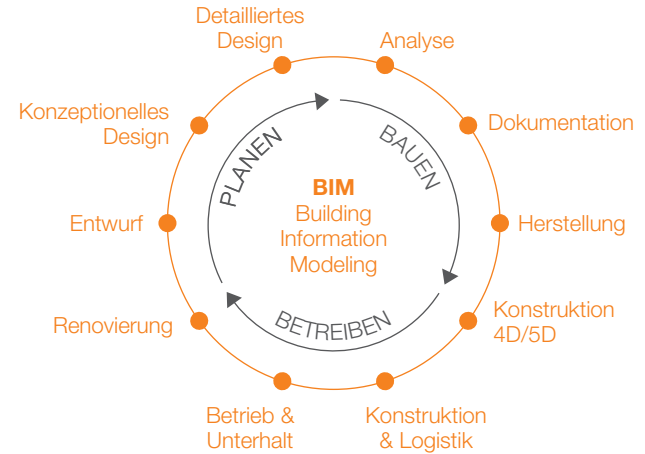 Detailliertes
Design
Analyse
Konzeptionelles
Design
Dokumentation
PLANEN
BAUEN
BIM
Building
Information
Modeling
Entwurf
Herstellung
Renovierung
BETREIBEN
Konstruktion
4D/5D
Betrieb &
Unterhalt
Konstruktion
& Logistik